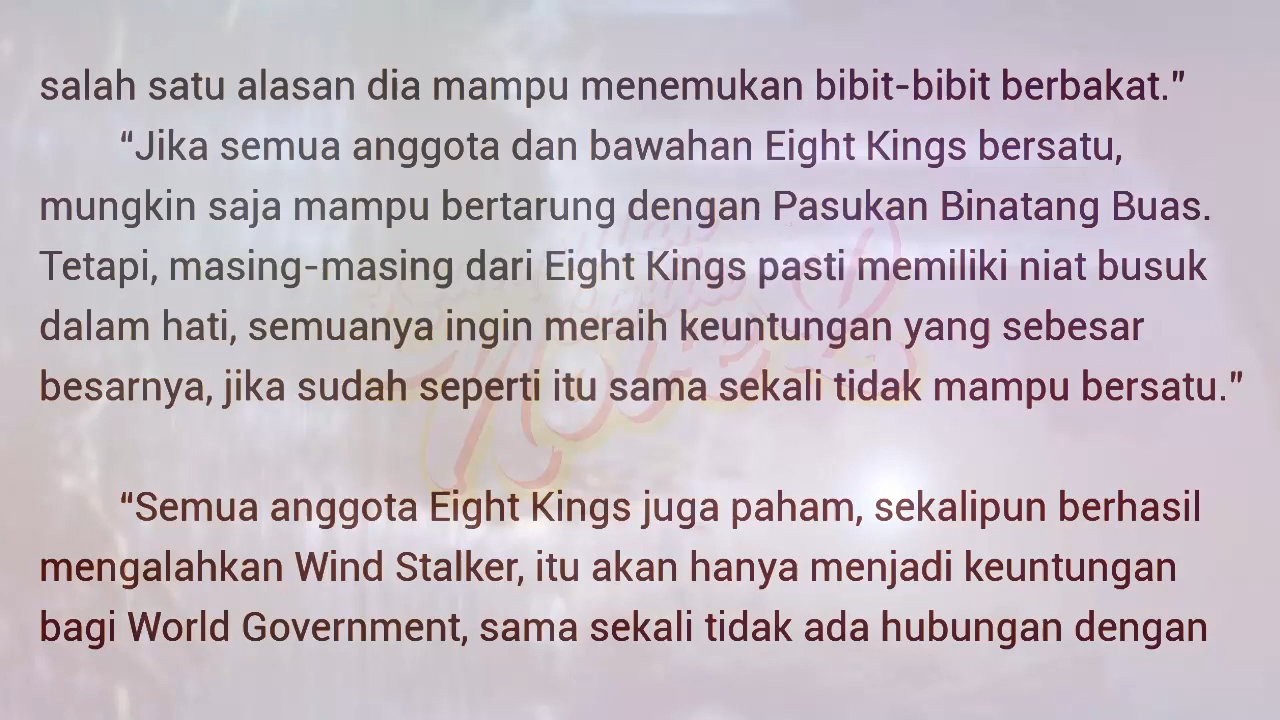 salah satu alasan dia mampu menemukan bibit-bibit berbakat."
“Jika semua anggota dan bawahan Eight Kings bersatu,
mungkin saja mampu bertarung dengan Pasukan Binatang Buas.
Tetapi, masing-masing dari Eight Kings pasti memiliki niat busuk
dalam hati, semuanya ingin meraih keuntungan yang sebesar
besarnya, jika sudah seperti itu sama sekali tidak mampu bersatu."
“Semua anggota Eight Kings juga paham, sekalipun berhasil
mengalahkan Wind Stalker, itu akan hanya menjadi keuntungan
bagi World Government, sama sekali tidak ada hubungan dengan